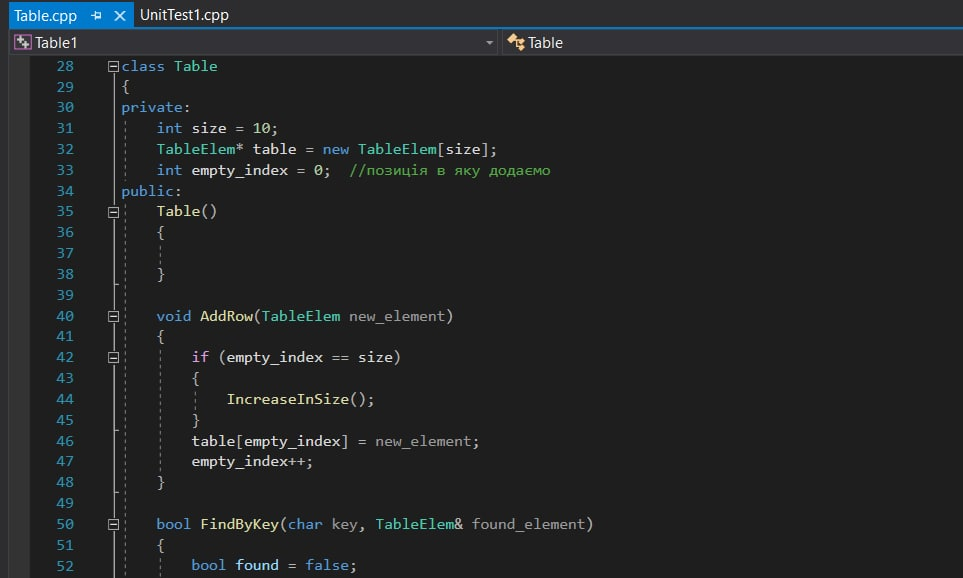 Table.cpp UnitTest1.cpp
Table1 Table
28 class Table
29 {
30 private:
31 int size = 10;
32 TableElem* table = new TableElem[size];
33 int empty_index = 0; //позиція в яку додаємо
34 public:
35 Table()
36 {
37
38 }
39
40 void AddRow(TableElem new_element)
41 {
42 if (empty_index == size)
43 {
44 IncreaseInSize();
45 }
46 table[empty_index] = new_element;
47 empty_index++;
48 }
49
50 bool FindByKey(char key, TableElem& found_element)
51 {
52 bool found = false;